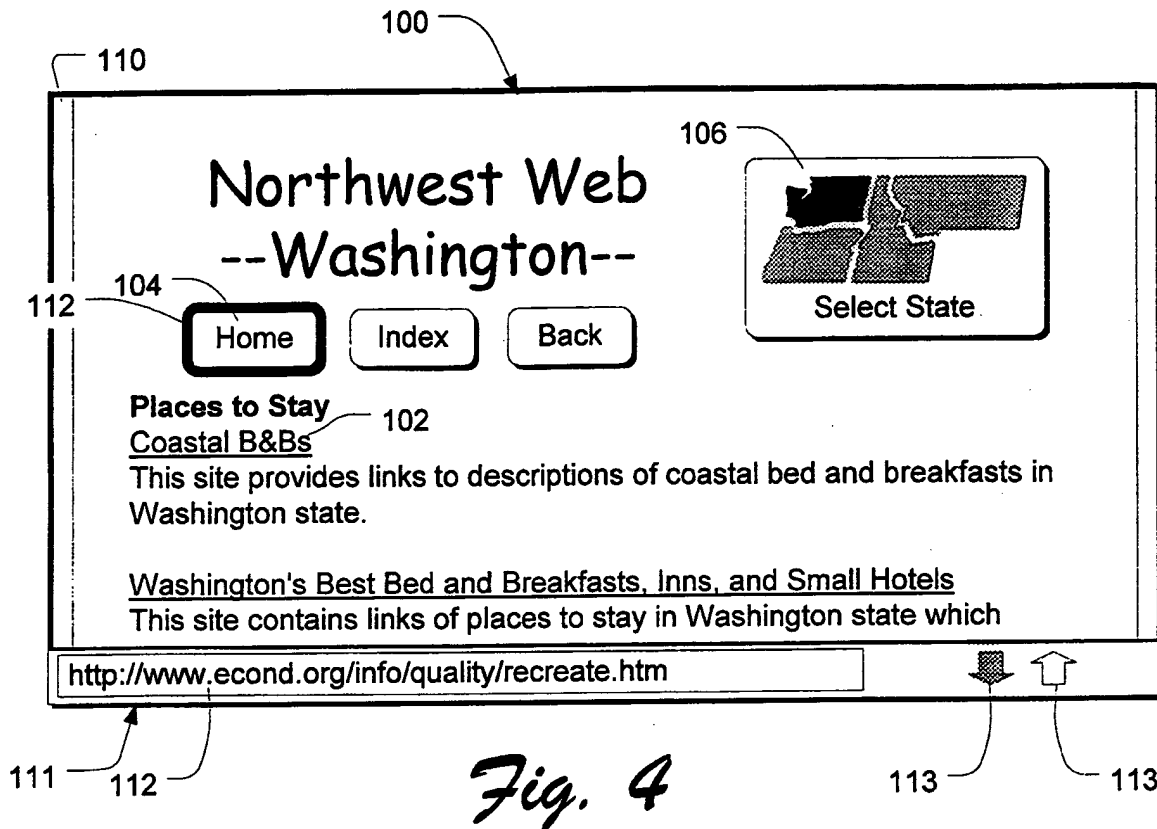 100
110
106
Northwest Web
--Washington--
104
112
Home
Index
Back
Select State
Places to Stay
102
Coastal B&Bs
This site provides links to descriptions of coastal bed and breakfasts in
Washington state.
Washington's Best Bed and Breakfasts, Inns, and Small Hotels
This site contains links of places to stay in Washington state which
http://www.econd.org/info/quality/recreate.htm
111
112
Fig. 4
113
113